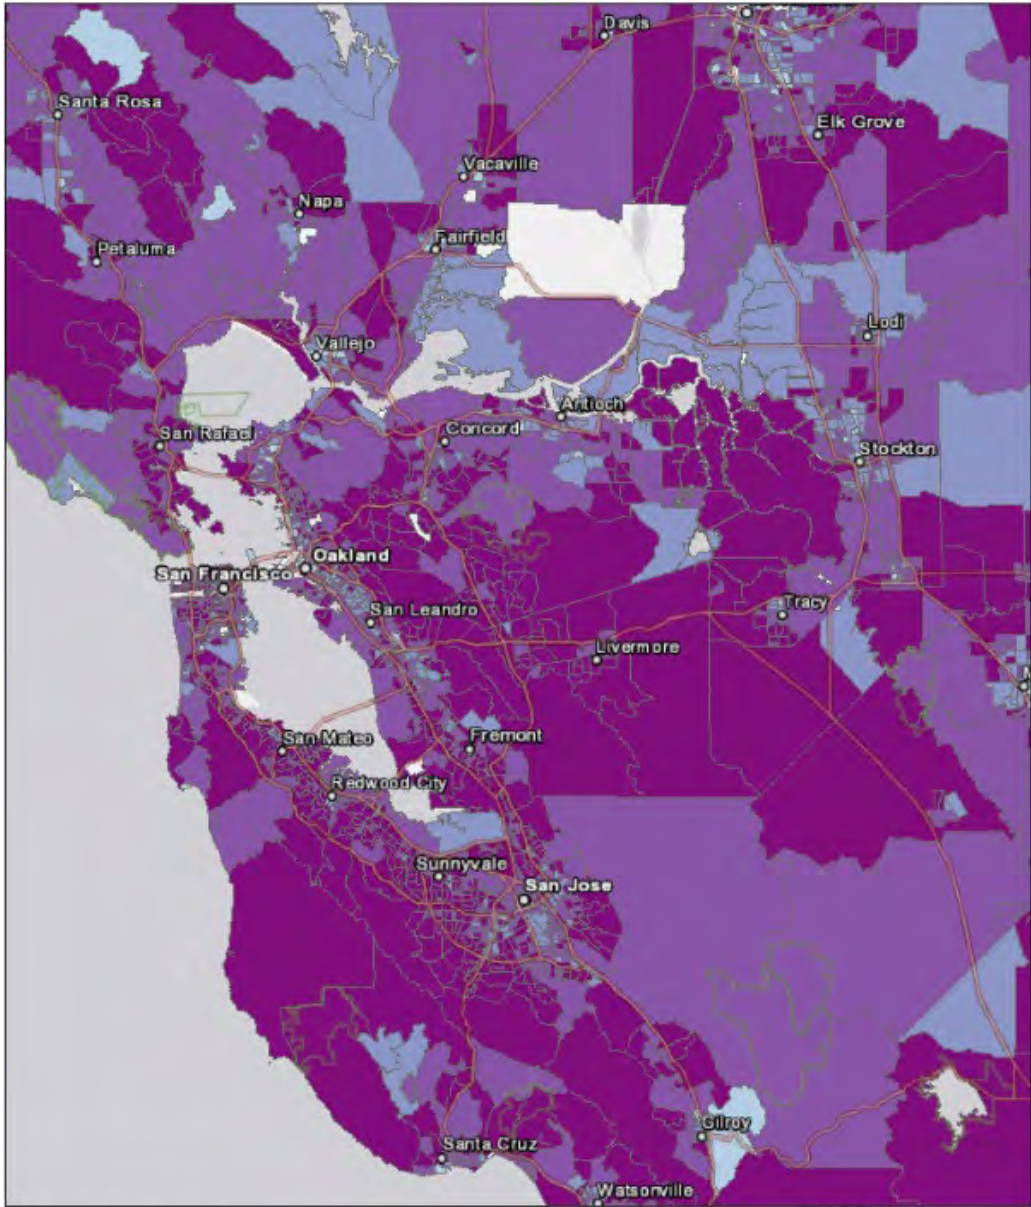 Davis
Santa Rosa
Elk Grove
Vacaville
Napa
Fairfield
Petaluma
Lodi
Vallejo
Antioch
Concord
San Rafael
Stockton
Oakland
San Francisco
San Leandro
Tracy
Livermore
San Mateo
Fremont
Redwood City
Sunnyvale
San Jose
Gilroy
Santa Cruz
Watsonville